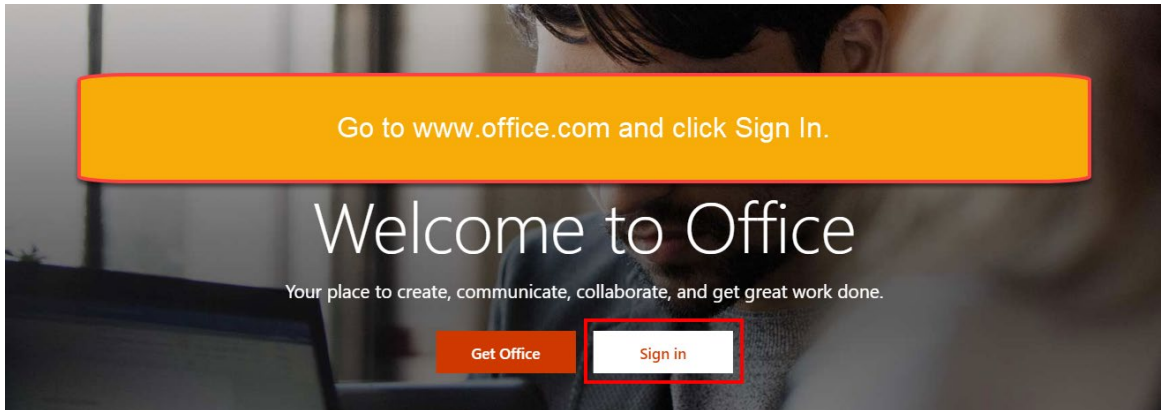 Go to www.office.com and click Sign In.
Welcome to Office
Your place to create, communicate, collaborate, and get great work done.
Get Office
Sign in